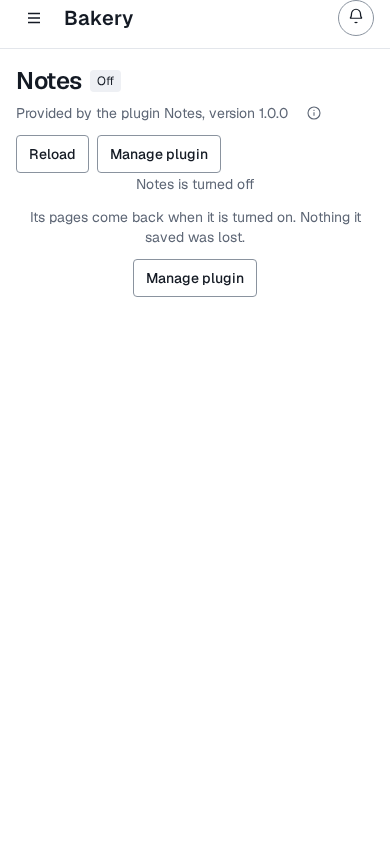 Bakery
Notes Off
Provided by the plugin Notes, version 1.0.0
Reload Manage plugin
Notes is turned off
Its pages come back when it is turned on. Nothing it
saved was lost.
Manage plugin